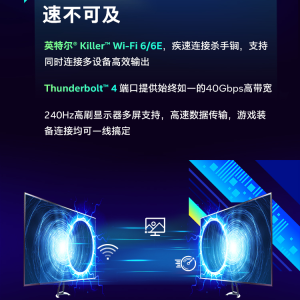 速不可及
英特尔® Killer™ Wi-Fi 6/6E，疾速连接杀手锏，支持
同时连接多设备高效输出
Thunderbolt™ 4 端口提供始终如一的40Gbps高带宽
240Hz高刷显示器多屏支持，高速数据传输，游戏装
备连接均可一线搞定